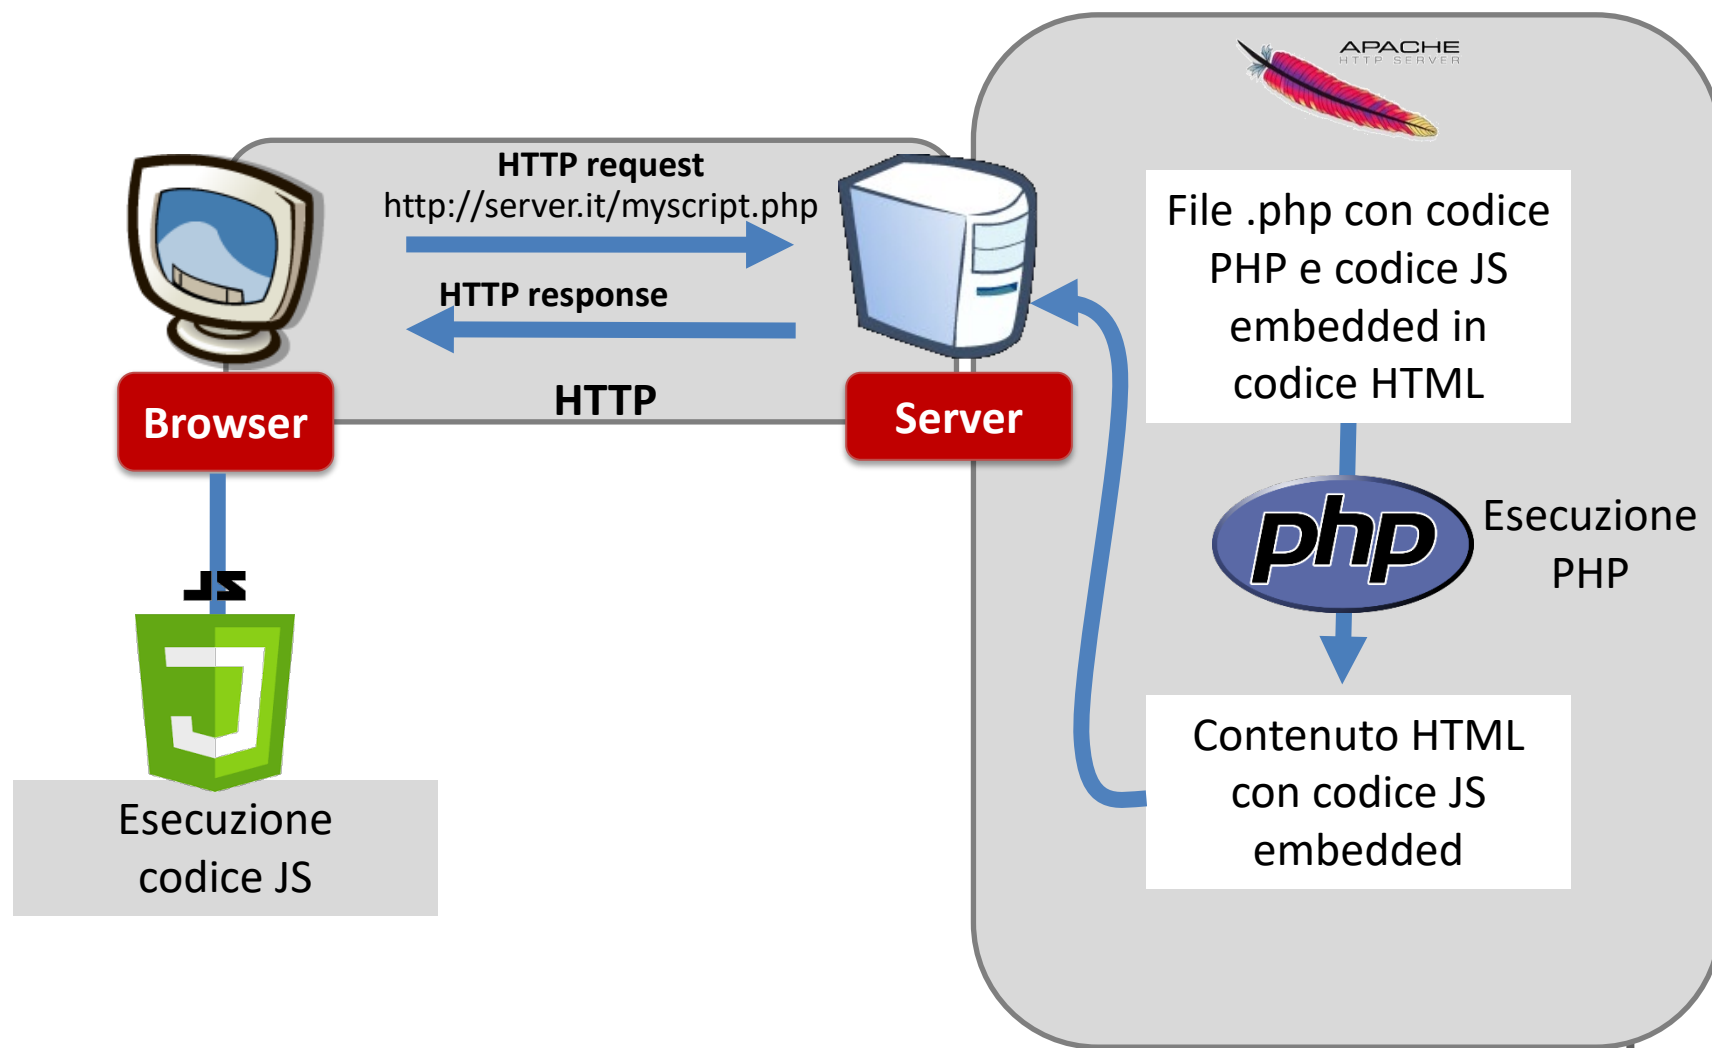 APACHE
HTTP SERVER
HTTP request
http://server.it/myscript.php
HTTP response
HTTP
Browser
Server
File .php con codice
PHP e codice JS
embedded in
codice HTML
php
Esecuzione
PHP
Contenuto HTML
con codice JS
embedded
JS
J
Esecuzione
codice JS